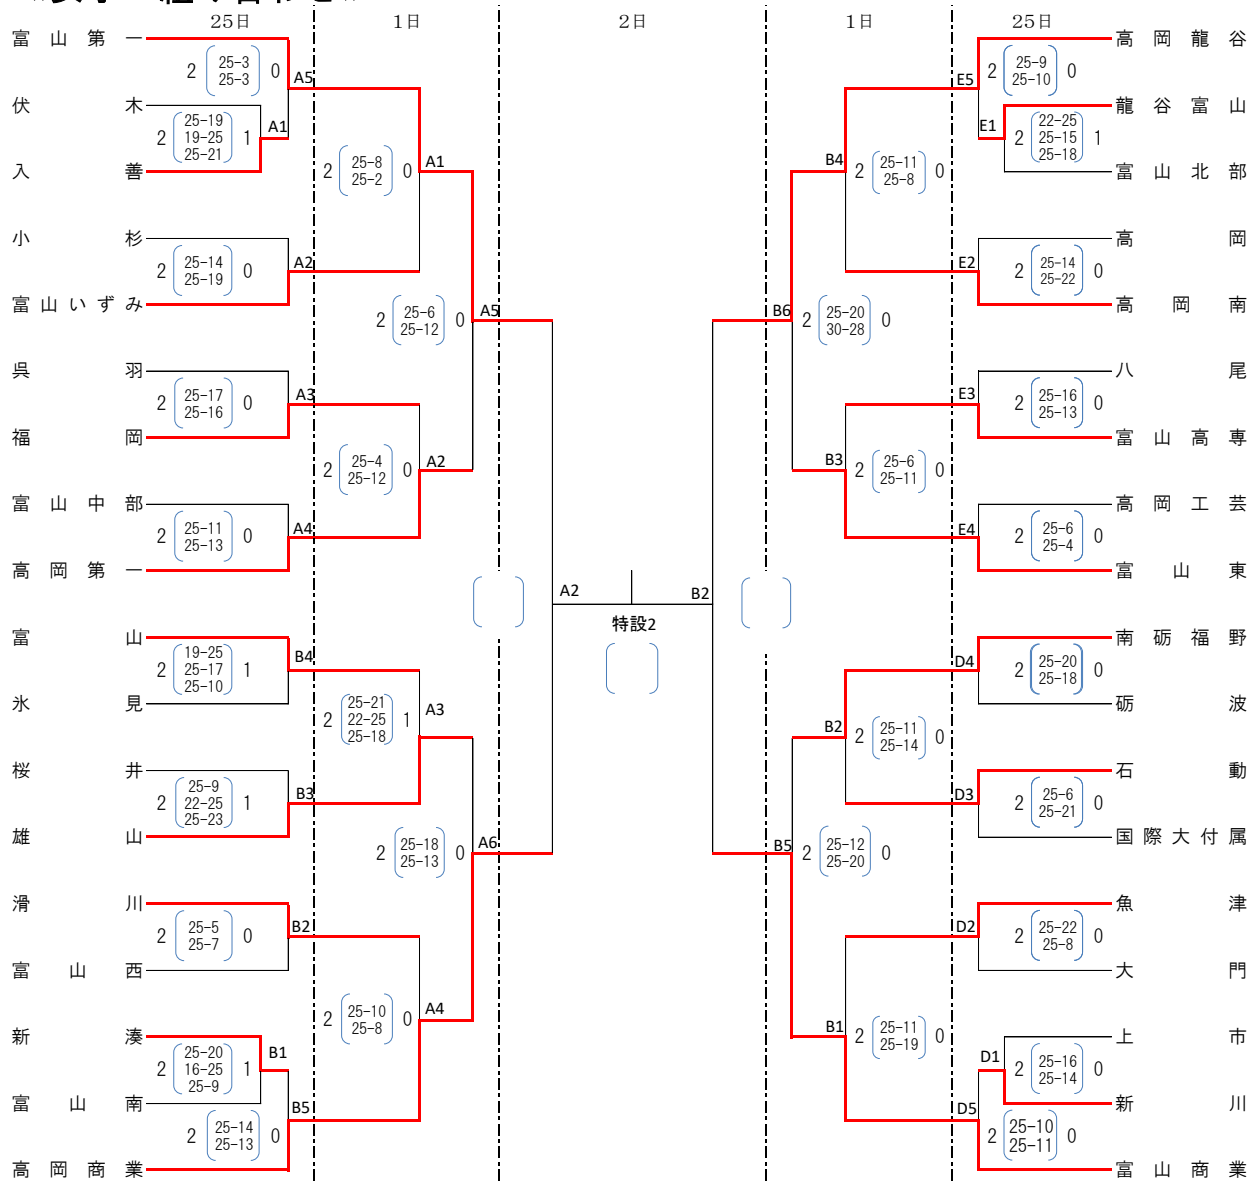 25日 1日 2日 1日 25日
富山第一
2 25-3 0
25-3
A5
伏木
2 25-19 1
19-25
25-21
A1
入善
2 25-8 0
25-2
A1
小杉
2 25-14 0
25-19
A2
富山いずみ
2 25-6 0
25-12
A5
呉羽
2 25-17 0
25-16
A3
福岡
2 25-4 0
25-12
A2
富山中部
2 25-11 0
25-13
A4
高岡第一
富山
2 19-25 1
25-17
25-10
B4
氷見
2 25-21 1
22-25
25-18
A3
桜井
2 25-9 1
22-25
25-23
B3
雄山
2 25-18 0
25-13
A6
滑川
2 25-5 0
25-7
B2
富山西
2 25-10 0
25-8
A4
新湊
2 25-20 1
16-25
25-9
B1
富山南
2 25-14 0
25-13
B5
高岡商業
A2 B2
特設2
高岡龍谷
E5
2 25-9 0
25-10
龍谷富山
E1
2 22-25 1
25-15
25-18
富山北部
B4
2 25-11 0
25-8
高岡
E2
2 25-14 0
25-22
高岡南
B6
2 25-20 0
30-28
八尾
E3
2 25-16 0
25-13
富山高専
B3
2 25-6 0
25-11
高岡工芸
E4
2 25-6 0
25-4
富山東
南砺福野
D4
2 25-20 0
25-18
砺波
B2
2 25-11 0
25-14
石動
D3
2 25-6 0
25-21
国際大付属
B5
2 25-12 0
25-20
魚津
D2
2 25-22 0
25-8
大門
B1
2 25-11 0
25-19
上市
D1
2 25-16 0
25-14
新川
D5
2 25-10 0
25-11
富山商業